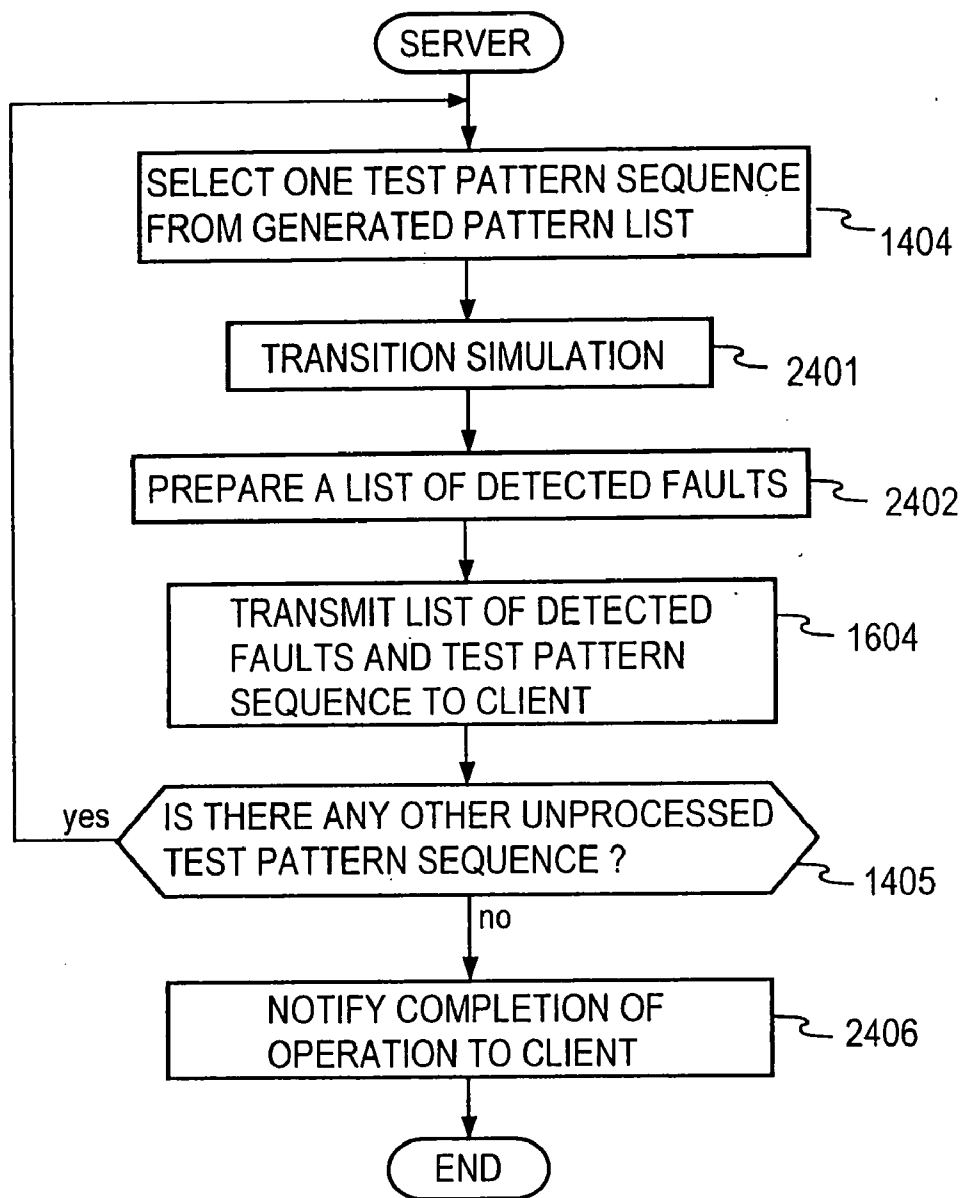 SERVER
SELECT ONE TEST PATTERN SEQUENCE
FROM GENERATED PATTERN LIST
1404
TRANSITION SIMULATION
2401
PREPARE A LIST OF DETECTED FAULTS
2402
TRANSMIT LIST OF DETECTED
FAULTS AND TEST PATTERN
SEQUENCE TO CLIENT
1604
yes
IS THERE ANY OTHER UNPROCESSED
TEST PATTERN SEQUENCE ?
1405
no
NOTIFY COMPLETION OF
OPERATION TO CLIENT
2406
END